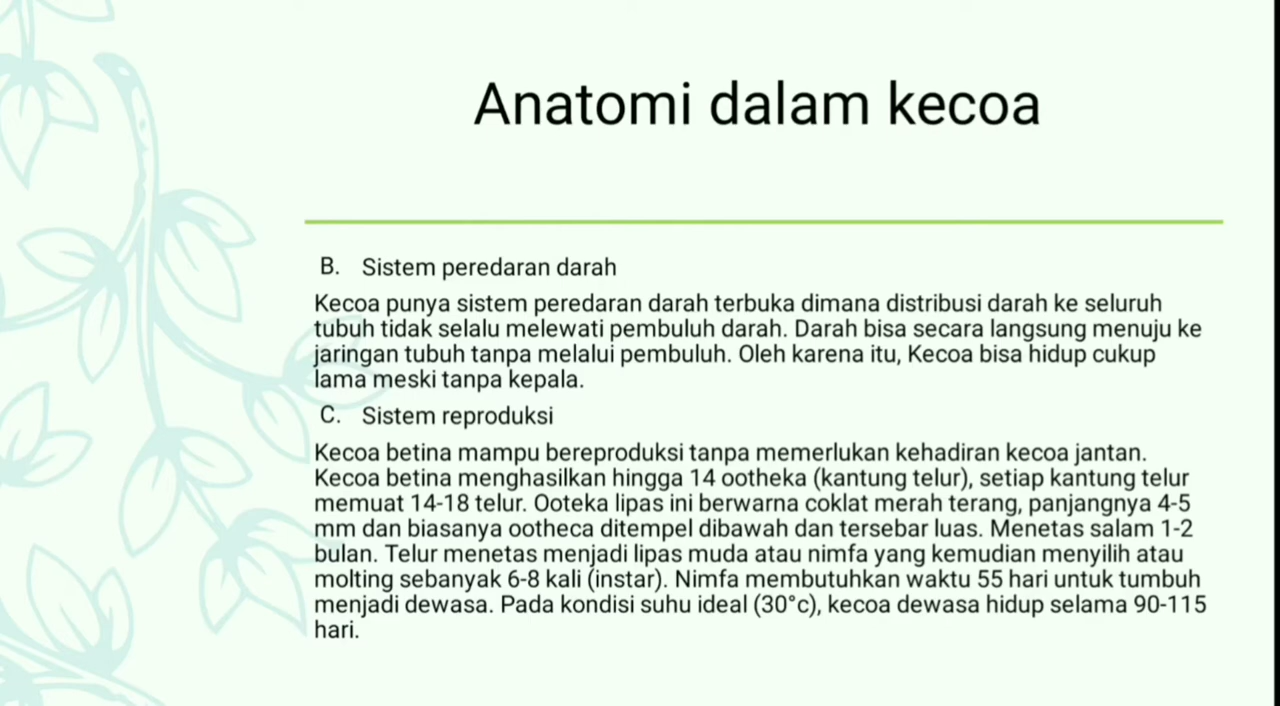 Anatomi dalam kecoa
B. Sistem peredaran darah
Kecoa punya sistem peredaran darah terbuka dimana distribusi darah ke seluruh
tubuh tidak selalu melewati pembuluh darah. Darah bisa secara langsung menuju ke
jaringan tubuh tanpa melalui pembuluh. Oleh karena itu, Kecoa bisa hidup cukup
lama meski tanpa kepala.
C. Sistem reproduksi
Kecoa betina mampu bereproduksi tanpa memerlukan kehadiran kecoa jantan.
Kecoa betina menghasilkan hingga 14 ootheka (kantung telur), setiap kantung telur
memuat 14-18 telur. Ooteka lipas ini berwarna coklat merah terang, panjangnya 4-5
mm dan biasanya ootheca ditempel dibawah dan tersebar luas. Menetas salam 1-2
bulan. Telur menetas menjadi lipas muda atau nimfa yang kemudian menyilih atau
molting sebanyak 6-8 kali (instar). Nimfa membutuhkan waktu 55 hari untuk tumbuh
menjadi dewasa. Pada kondisi suhu ideal (30°c), kecoa dewasa hidup selama 90-115
hari.